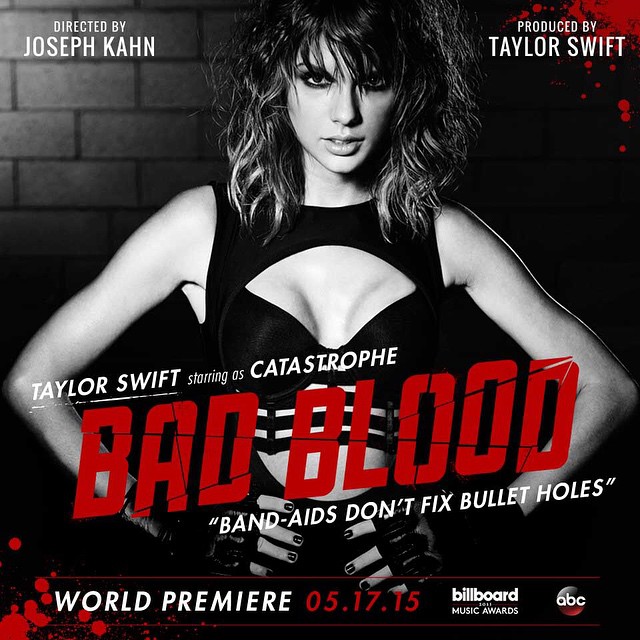 DIRECTED BY
JOSEPH KAHN
PRODUCED BY
TAYLOR SWIFT
TAYLOR SWIFT starring as CATASTROPHE
BAD BLOOD
“BAND-AIDS DON’T FIX BULLET HOLES”
WORLD PREMIERE 05.17.15
billboard
2015
MUSIC AWARDS
abc